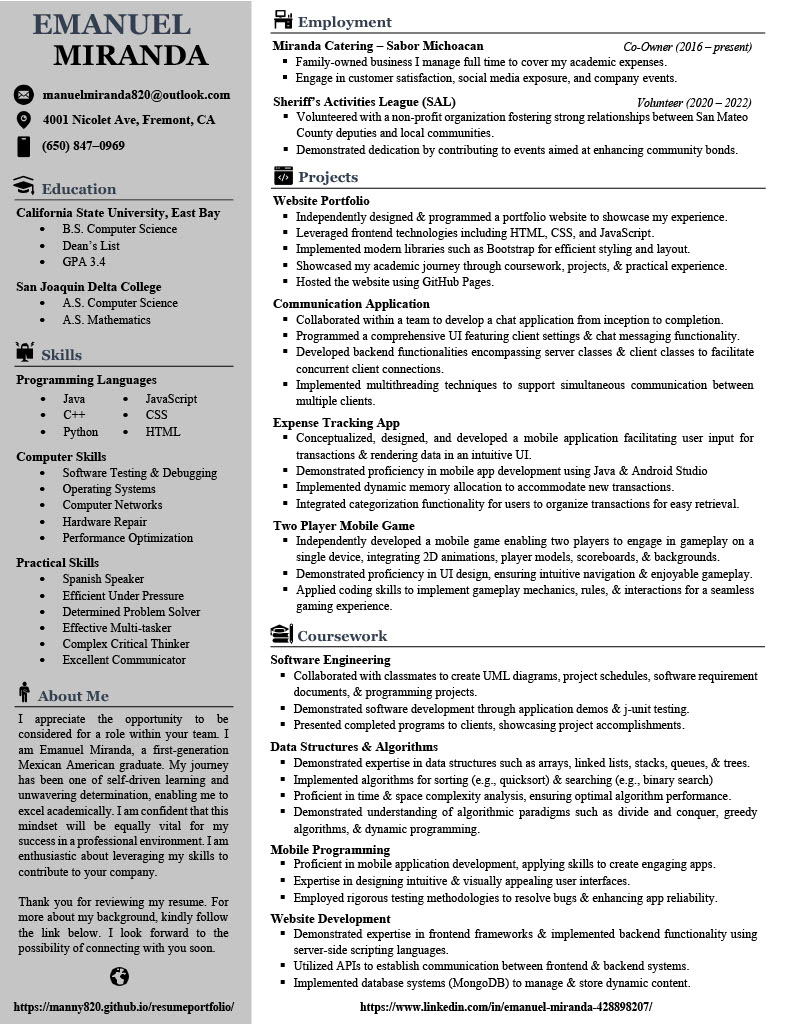 EMANUEL
MIRANDA
manuelmiranda820@outlook.com
4001 Nicolet Ave, Fremont, CA
(650) 847–0969
Education
California State University, East Bay
• B.S. Computer Science
• Dean's List
• GPA 3.4
San Joaquin Delta College
• A.S. Computer Science
• A.S. Mathematics
Skills
Programming Languages
• Java • JavaScript
• C++ • CSS
• Python • HTML
Computer Skills
• Software Testing & Debugging
• Operating Systems
• Computer Networks
• Hardware Repair
• Performance Optimization
Practical Skills
• Spanish Speaker
• Efficient Under Pressure
• Determined Problem Solver
• Effective Multi-tasker
• Complex Critical Thinker
• Excellent Communicator
About Me
I appreciate the opportunity to be
considered for a role within your team. I
am Emanuel Miranda, a first-generation
Mexican American graduate. My journey
has been one of self-driven learning and
unwavering determination, enabling me to
excel academically. I am confident that this
mindset will be equally vital for my
success in a professional environment. I am
enthusiastic about leveraging my skills to
contribute to your company.
Thank you for reviewing my resume. For
more about my background, kindly follow
the link below. I look forward to the
possibility of connecting with you soon.
https://manny820.github.io/resumeportfolio/
Employment
Miranda Catering – Sabor Michoacan Co-Owner (2016 – present)
▪ Family-owned business I manage full time to cover my academic expenses.
▪ Engage in customer satisfaction, social media exposure, and company events.
Sheriff's Activities League (SAL) Volunteer (2020 – 2022)
▪ Volunteered with a non-profit organization fostering strong relationships between San Mateo
County deputies and local communities.
▪ Demonstrated dedication by contributing to events aimed at enhancing community bonds.
Projects
Website Portfolio
▪ Independently designed & programmed a portfolio website to showcase my experience.
▪ Leveraged frontend technologies including HTML, CSS, and JavaScript.
▪ Implemented modern libraries such as Bootstrap for efficient styling and layout.
▪ Showcased my academic journey through coursework, projects, & practical experience.
▪ Hosted the website using GitHub Pages.
Communication Application
▪ Collaborated within a team to develop a chat application from inception to completion.
▪ Programmed a comprehensive UI featuring client settings & chat messaging functionality.
▪ Developed backend functionalities encompassing server classes & client classes to facilitate
concurrent client connections.
▪ Implemented multithreading techniques to support simultaneous communication between
multiple clients.
Expense Tracking App
▪ Conceptualized, designed, and developed a mobile application facilitating user input for
transactions & rendering data in an intuitive UI.
▪ Demonstrated proficiency in mobile app development using Java & Android Studio
▪ Implemented dynamic memory allocation to accommodate new transactions.
▪ Integrated categorization functionality for users to organize transactions for easy retrieval.
Two Player Mobile Game
▪ Independently developed a mobile game enabling two players to engage in gameplay on a
single device, integrating 2D animations, player models, scoreboards, & backgrounds.
▪ Demonstrated proficiency in UI design, ensuring intuitive navigation & enjoyable gameplay.
▪ Applied coding skills to implement gameplay mechanics, rules, & interactions for a seamless
gaming experience.
Coursework
Software Engineering
▪ Collaborated with classmates to create UML diagrams, project schedules, software requirement
documents, & programming projects.
▪ Demonstrated software development through application demos & j-unit testing.
▪ Presented completed programs to clients, showcasing project accomplishments.
Data Structures & Algorithms
▪ Demonstrated expertise in data structures such as arrays, linked lists, stacks, queues, & trees.
▪ Implemented algorithms for sorting (e.g., quicksort) & searching (e.g., binary search)
▪ Proficient in time & space complexity analysis, ensuring optimal algorithm performance.
▪ Demonstrated understanding of algorithmic paradigms such as divide and conquer, greedy
algorithms, & dynamic programming.
Mobile Programming
▪ Proficient in mobile application development, applying skills to create engaging apps.
▪ Expertise in designing intuitive & visually appealing user interfaces.
▪ Employed rigorous testing methodologies to resolve bugs & enhancing app reliability.
Website Development
▪ Demonstrated expertise in frontend frameworks & implemented backend functionality using
server-side scripting languages.
▪ Utilized APIs to establish communication between frontend & backend systems.
▪ Implemented database systems (MongoDB) to manage & store dynamic content.
https://www.linkedin.com/in/emanuel-miranda-428898207/